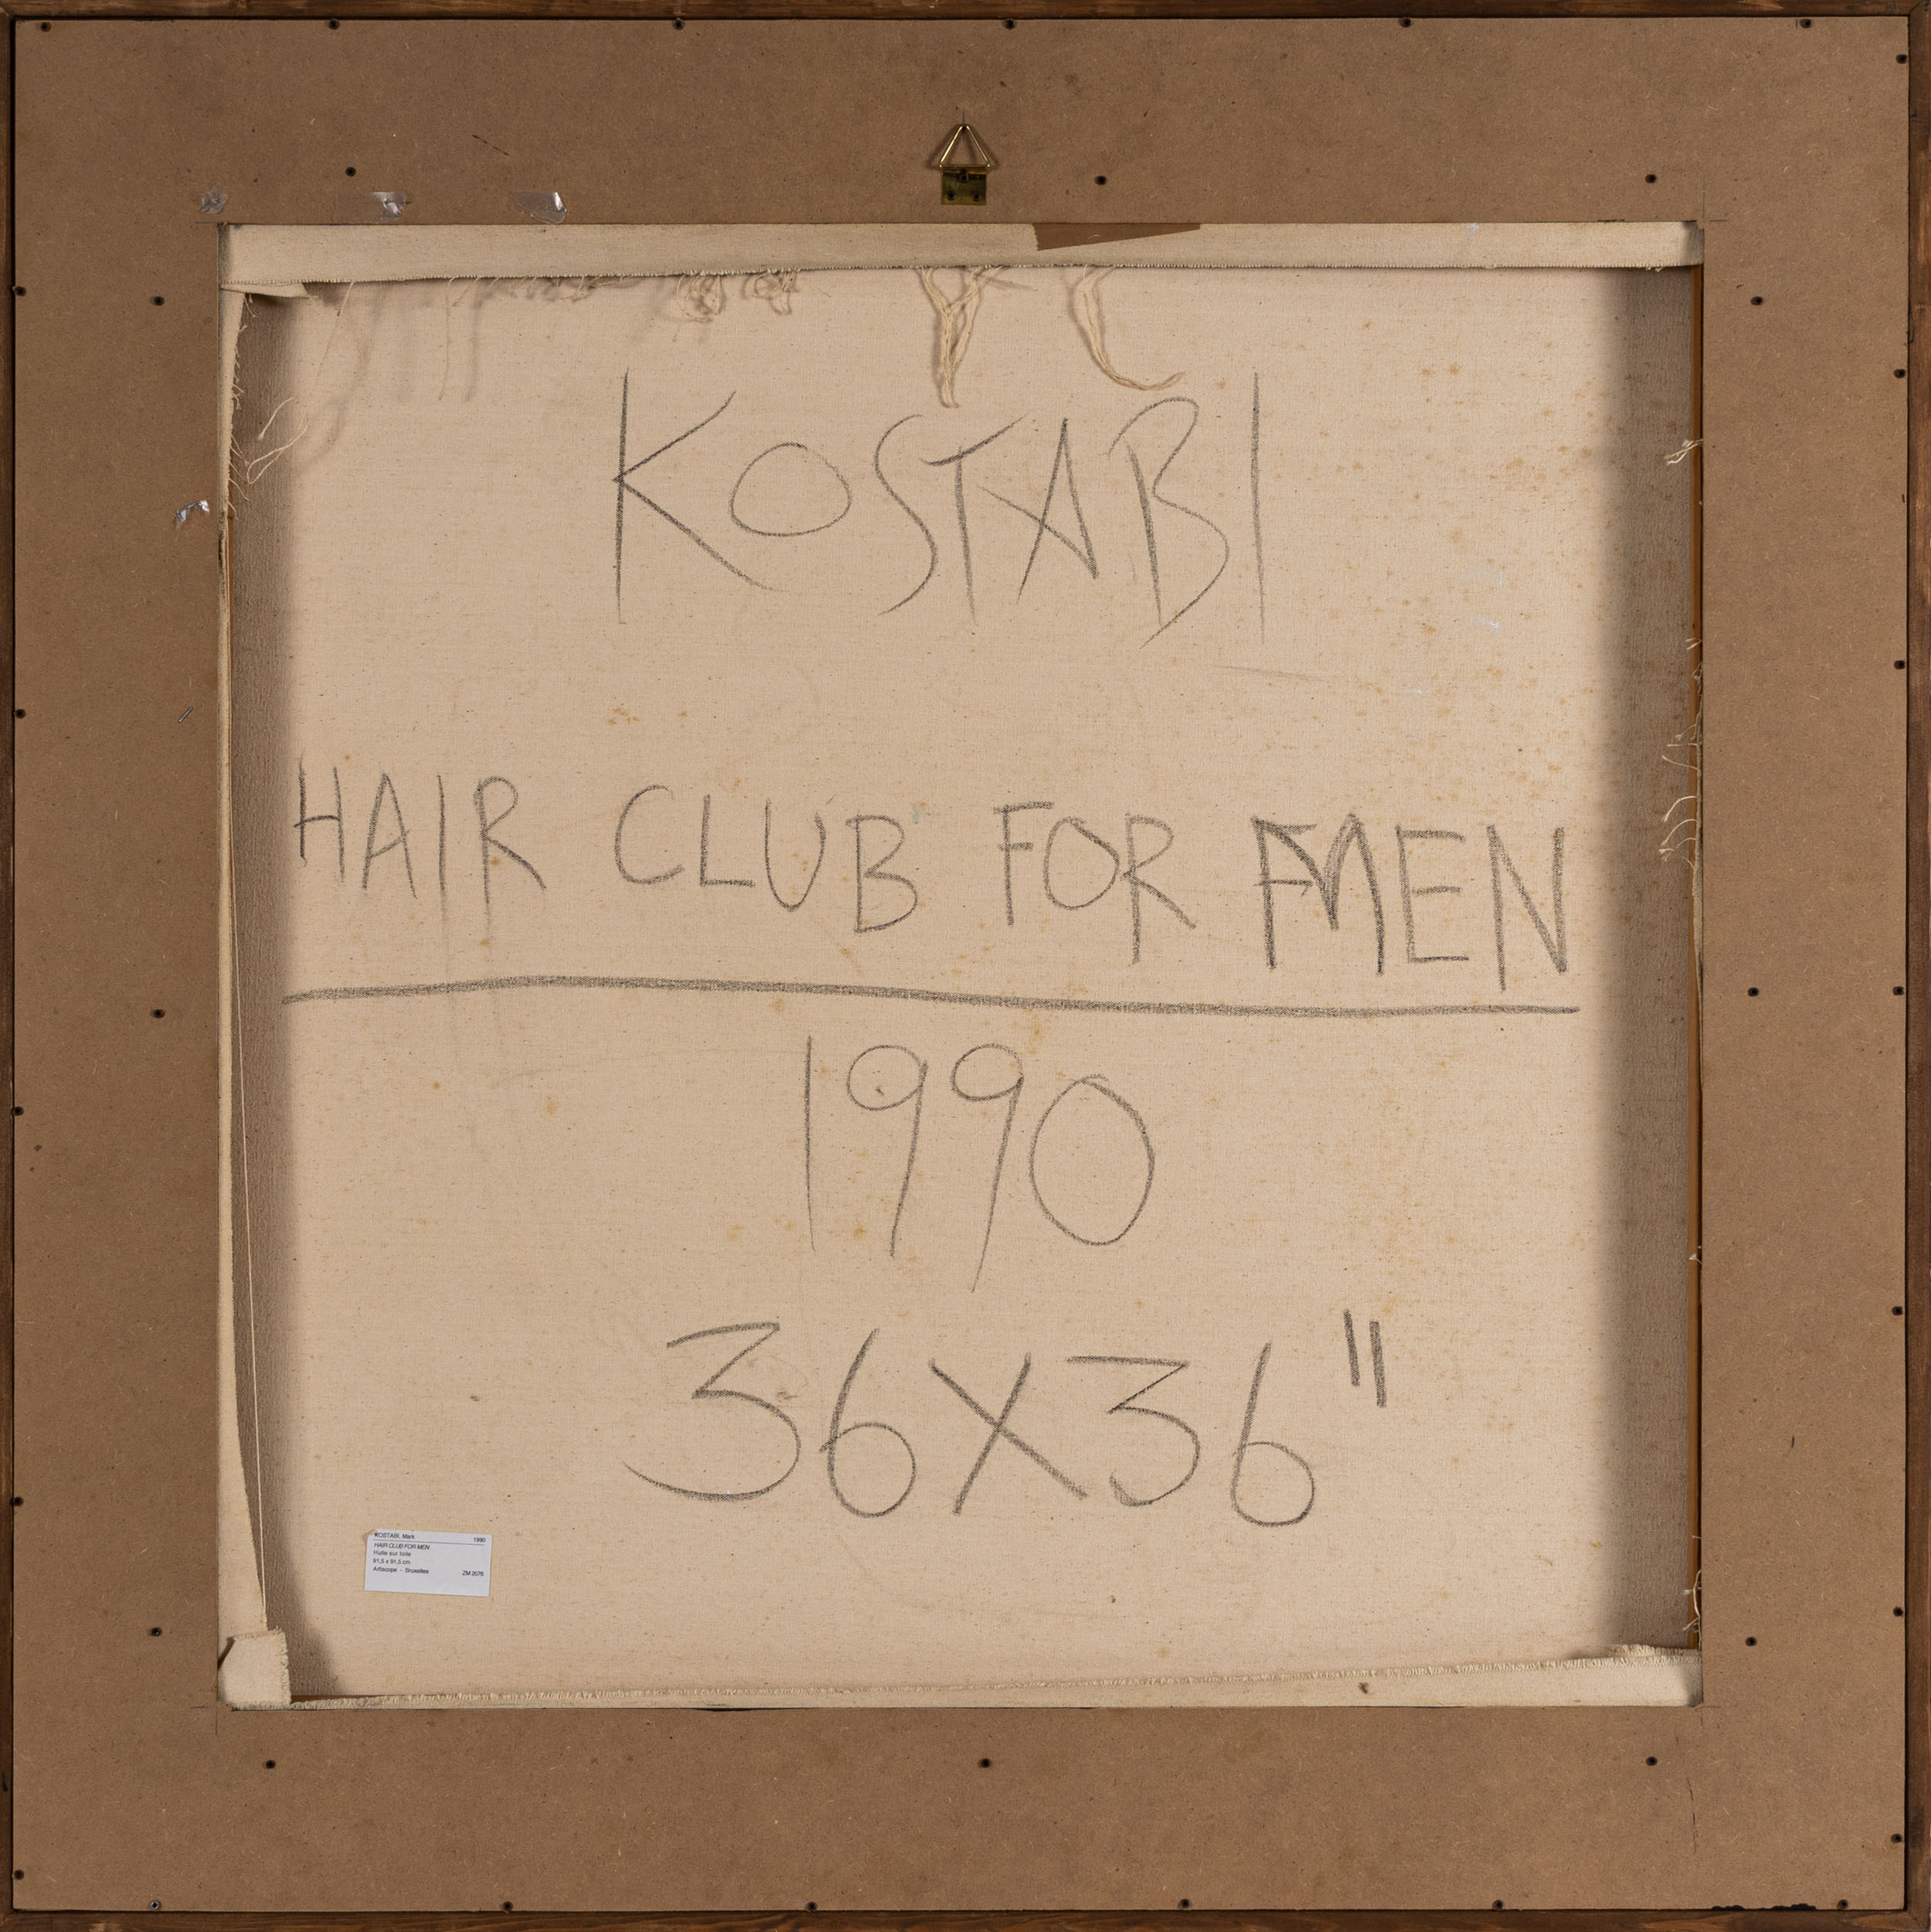 KOSTABI
HAIR CLUB FOR MEN
1990
36X36"
KOSTABI, Mark 1990
HAIR CLUB FOR MEN
Huile sur toile
91,5 x 91,5 cm
Artiscope - Bruxelles ZM 2076